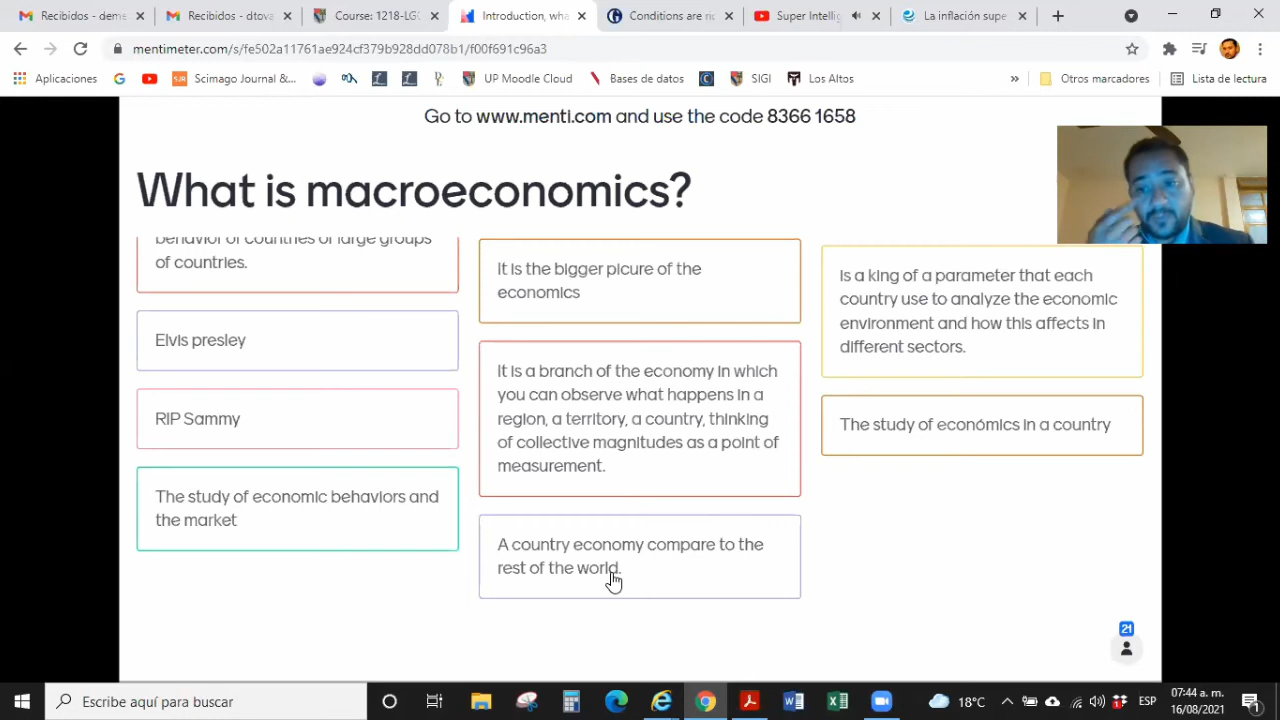 Recibidos - deme
Recibidos - dtova
Course: 1218-LG
Introduction, wha
Conditions are ri
Super Intellig
La inflación supe
mentimeter.com/s/fe502a11761ae924cf379b928dd078b1/f00f691c96a3
Aplicaciones
SJR
Scimago Journal &...
UP Moodle Cloud
Bases de datos
SIGI
Los Altos
»
Otros marcadores
Lista de lectura
Go to www.menti.com and use the code 8366 1658
What is macroeconomics?
behavior of countries or large groups
of countries.
Elvis presley
RIP Sammy
The study of economic behaviors and
the market
It is the bigger picure of the
economics
It is a branch of the economy in which
you can observe what happens in a
region, a territory, a country, thinking
of collective magnitudes as a point of
measurement.
A country economy compare to the
rest of the world.
Is a king of a parameter that each
country use to analyze the economic
environment and how this affects in
different sectors.
The study of económics in a country
21
Escribe aquí para buscar
18°C
ESP
07:44 a. m.
16/08/2021